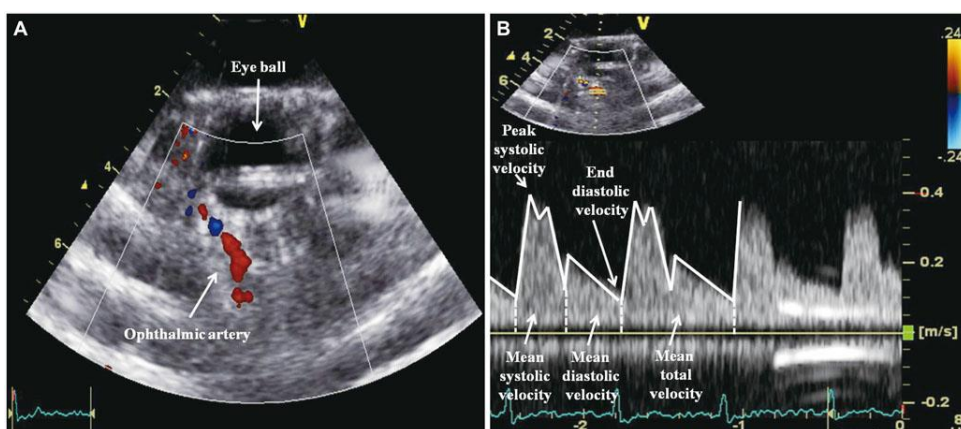 A
V
Eye ball
2
4
6
Ophthalmic artery
B
V
2
4
6
.24
-.24
Peak
systolic
velocity
End
diastolic
velocity
0.4
0.2
[m/s]
Mean
systolic
velocity
Mean
diastolic
velocity
Mean
total
velocity
-0.2
-2
-1
0